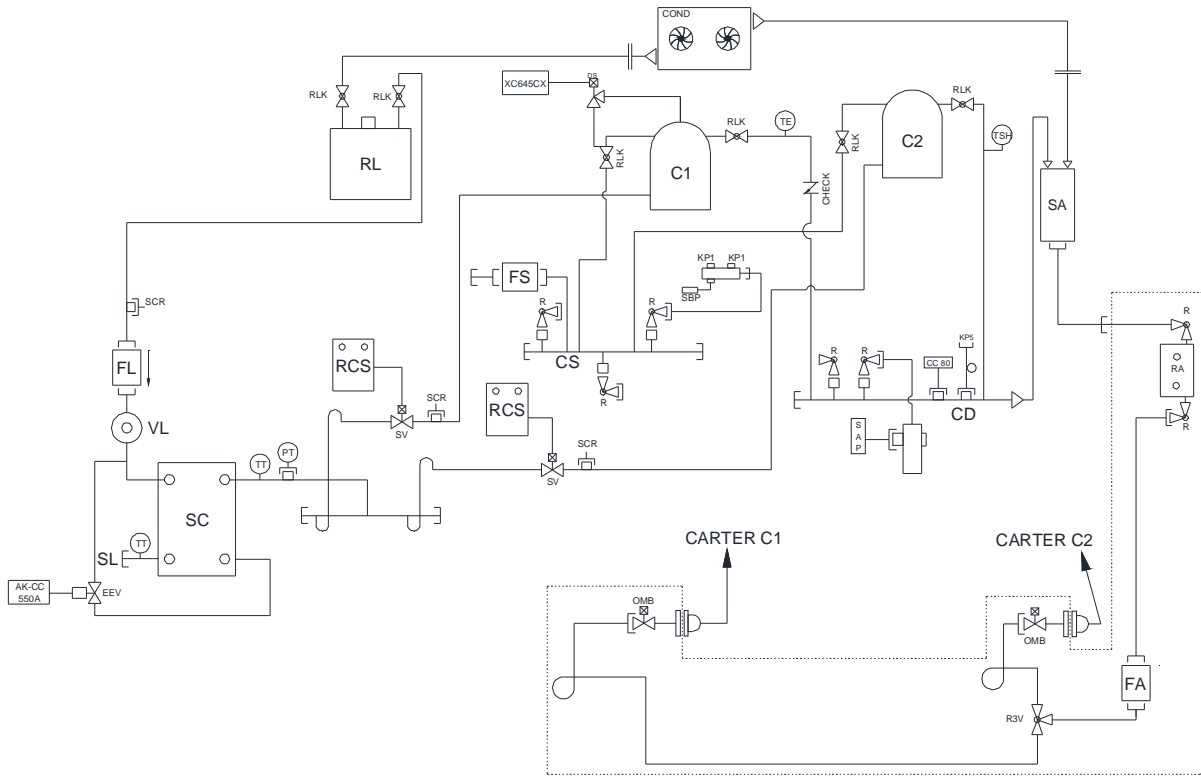 COND
XC645CX
DS
RLK
RLK
RLK
TE
RLK
RLK
RLK
TSH
RL
C1
C2
CHECK
SA
FS
KP1 KP1
SBP
R
R
R
CS
SCR
FL
VL
RCS
SV
SCR
RCS
SV
SCR
R
R
CC 80
KP5
CD
S
A
P
R
RA
R
TT
PT
SC
SL
TT
AK-CC
550A
EEV
CARTER C1
CARTER C2
OMB
OMB
FA
R3V